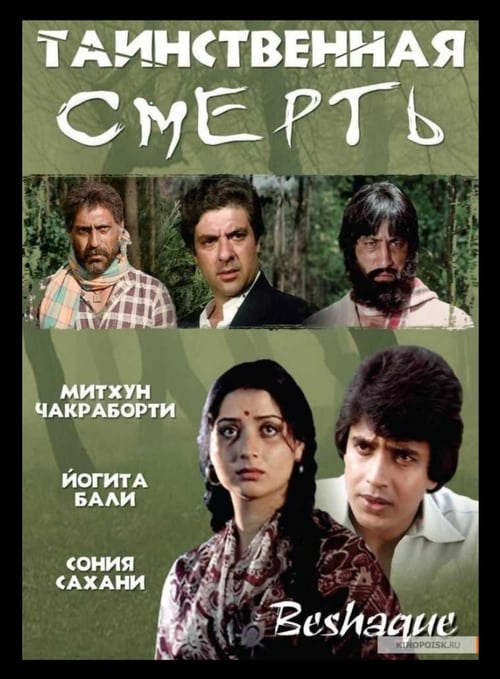 ТАИНСТВЕННАЯ
СМЕРТЬ
МИТХУН
ЧАКРАБОРТИ
ЙОГИТА
БАЛИ
СОНИЯ
САХАНИ
Beshaque
KINOPOISK.RU